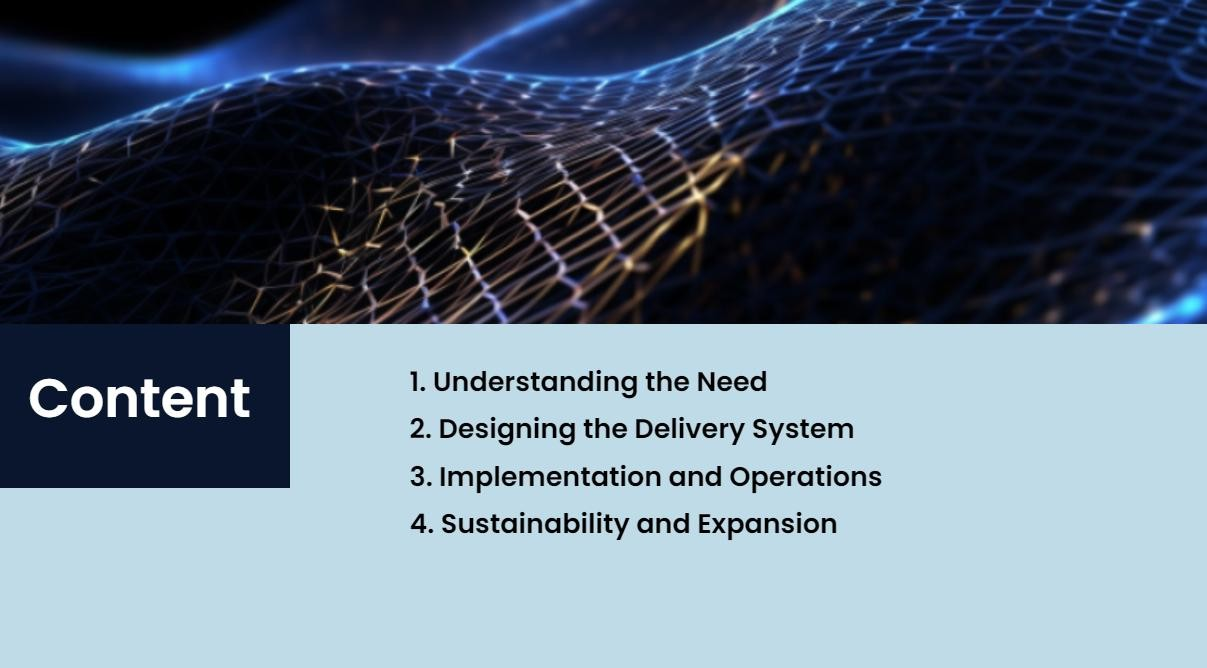 Content
1. Understanding the Need
2. Designing the Delivery System
3. Implementation and Operations
4. Sustainability and Expansion